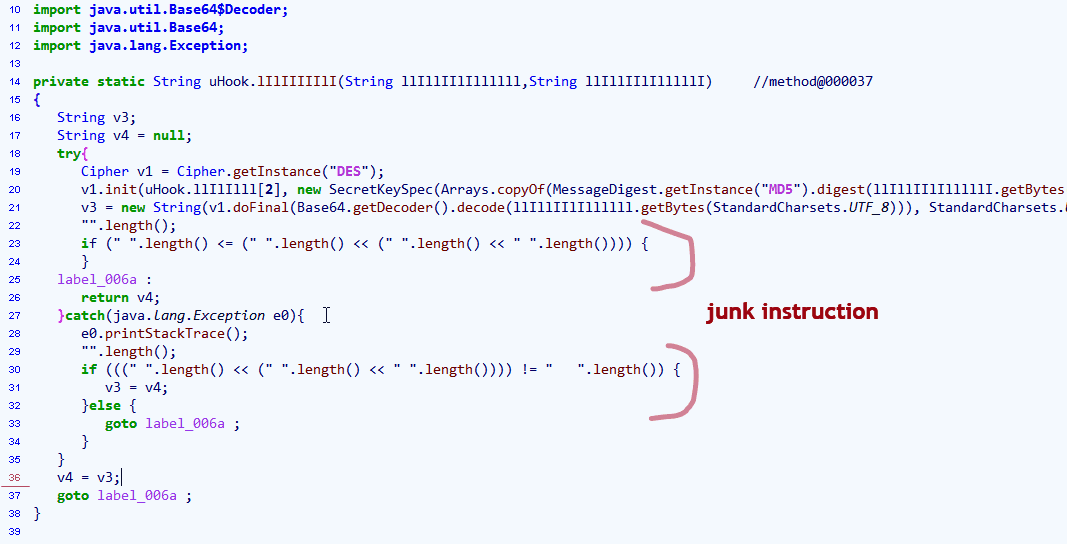 10 import java.util.Base64$Decoder;
11 import java.util.Base64;
12 import java.lang.Exception;
13
14 private static String uHook.lIlIIIIIlI(String llIllIIlIllllll,String llIllIIlIlllllI) //method@000037
15 {
16 String v3;
17 String v4 = null;
18 try{
19 Cipher v1 = Cipher.getInstance("DES");
20 v1.init(uHook.llIlIlll[2], new SecretKeySpec(Arrays.copyOf(MessageDigest.getInstance("MD5").digest(llIllIIlIlllllI.getBytes
21 v3 = new String(v1.doFinal(Base64.getDecoder().decode(llIllIIlIllllll.getBytes(StandardCharsets.UTF_8))), StandardCharsets.
22 "".length();
23 if (" ".length() <= (" ".length() << (" ".length() << " ".length()))) {
24 }
25 label_006a :
26 return v4;
27 }catch(java.lang.Exception e0){
28 e0.printStackTrace();
29 "".length();
30 if (((" ".length() << (" ".length() << " ".length()))) != "   ".length()) {
31 v3 = v4;
32 }else {
33 goto label_006a ;
34 }
35 }
36 v4 = v3;
37 goto label_006a ;
38 }
39
junk instruction